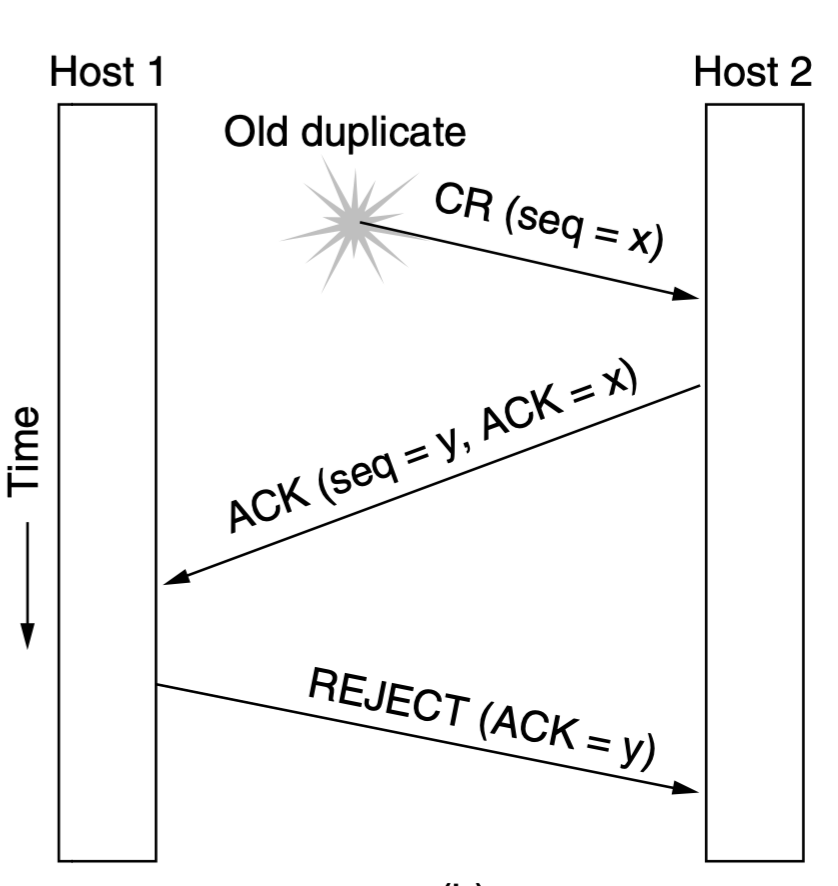 Host 1
Host 2
Old duplicate
CR (seq = x)
ACK (seq = y, ACK = x)
Time
REJECT (ACK = y)